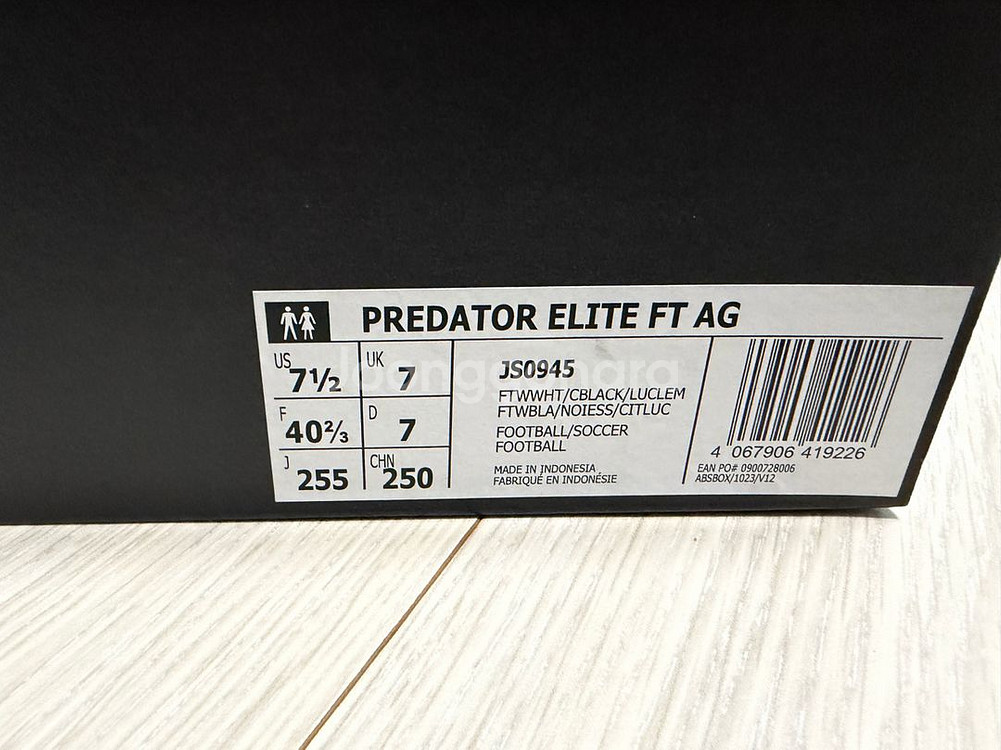 PREDATOR ELITE FT AG
US 7½ UK 7
F 40⅔ D 7
J 255 CHN 250
JS0945
FTWWHT/CBLACK/LUCLEM
FTWBLA/NOIESS/CITLUC
FOOTBALL/SOCCER
FOOTBALL
MADE IN INDONESIA
FABRIQUÉ EN INDONÉSIE
4 067906 419226
EAN PO# 0900728006
ABSBOX/1023/V12